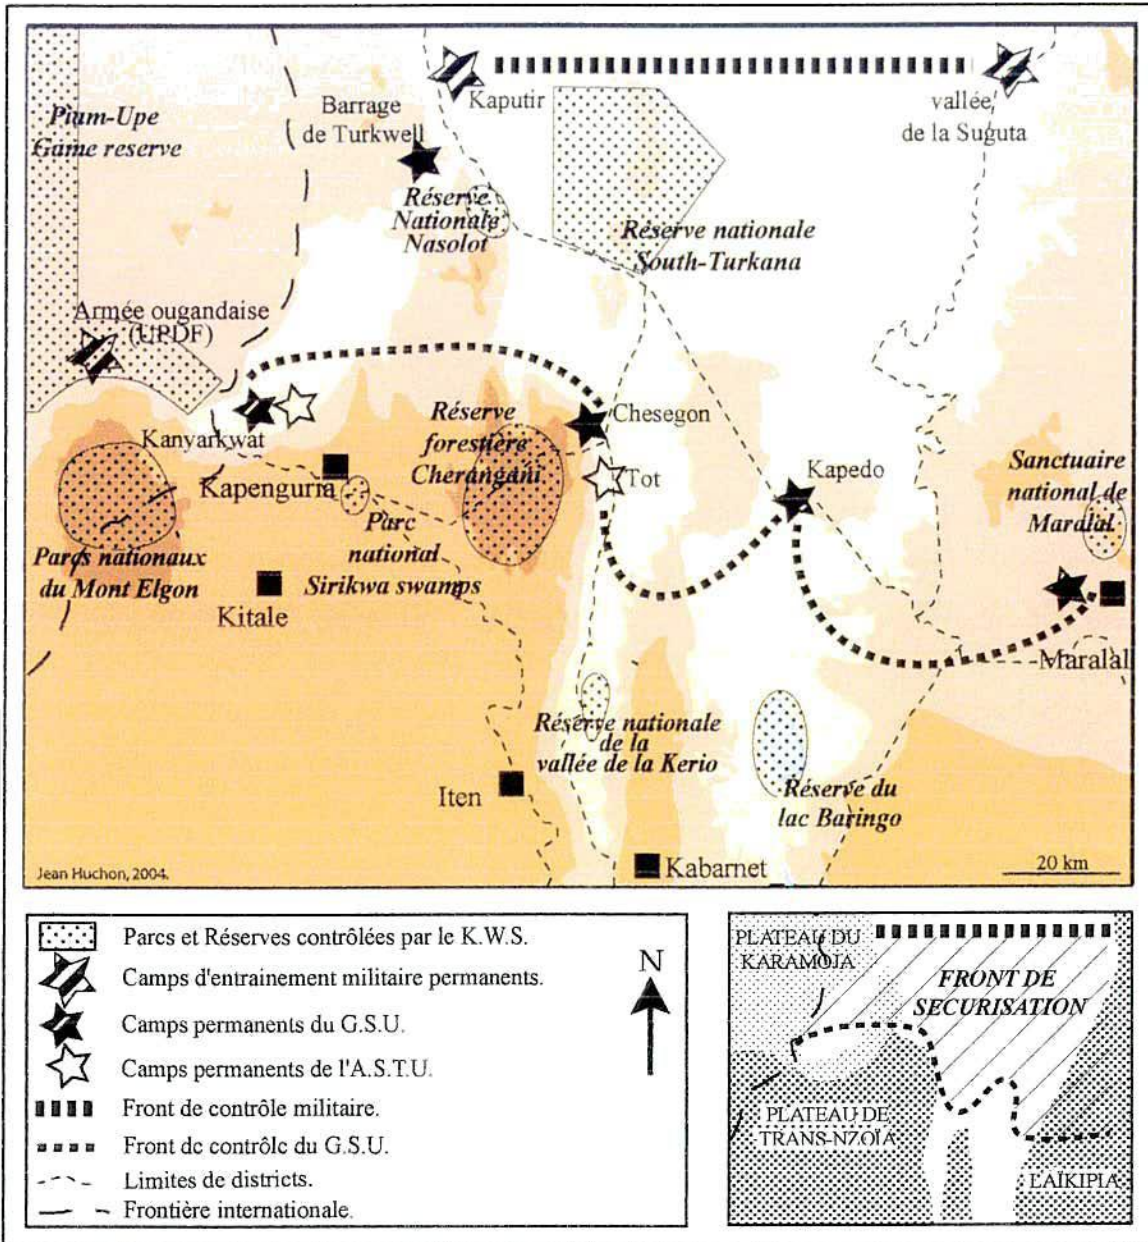 Kaputir
vallée
de la Suguta
Barrage
de Turkwell
Pium-Upe
Game reserve
Réserve
Nationale
Nasolot
Réserve nationale
South-Turkana
Armée ougandaise
(UPDF)
Kanyarkwat
Réserve
forestière
Cherangani
Chesegon
Tot
Kapedo
Sanctuaire
national de
Maralal
Kapenguria
Parc
national
Sirikwa swamps
Parcs nationaux
du Mont Elgon
Kitale
Maralal
Réserve nationale
de la
vallée de la Kerio
Iten
Réserve du
lac Baringo
Kabarnet
Jean Huchon, 2004.
20 km
Parcs et Réserves contrôlées par le K.W.S.
Camps d'entrainement militaire permanents.
Camps permanents du G.S.U.
Camps permanents de l'A.S.T.U.
Front de contrôle militaire.
Front de contrôle du G.S.U.
Limites de districts.
Frontière internationale.
N
PLATEAU DU
KARAMOJA
FRONT DE
SECURISATION
PLATEAU DE
TRANS-NZOÏA
LAÏKIPIA